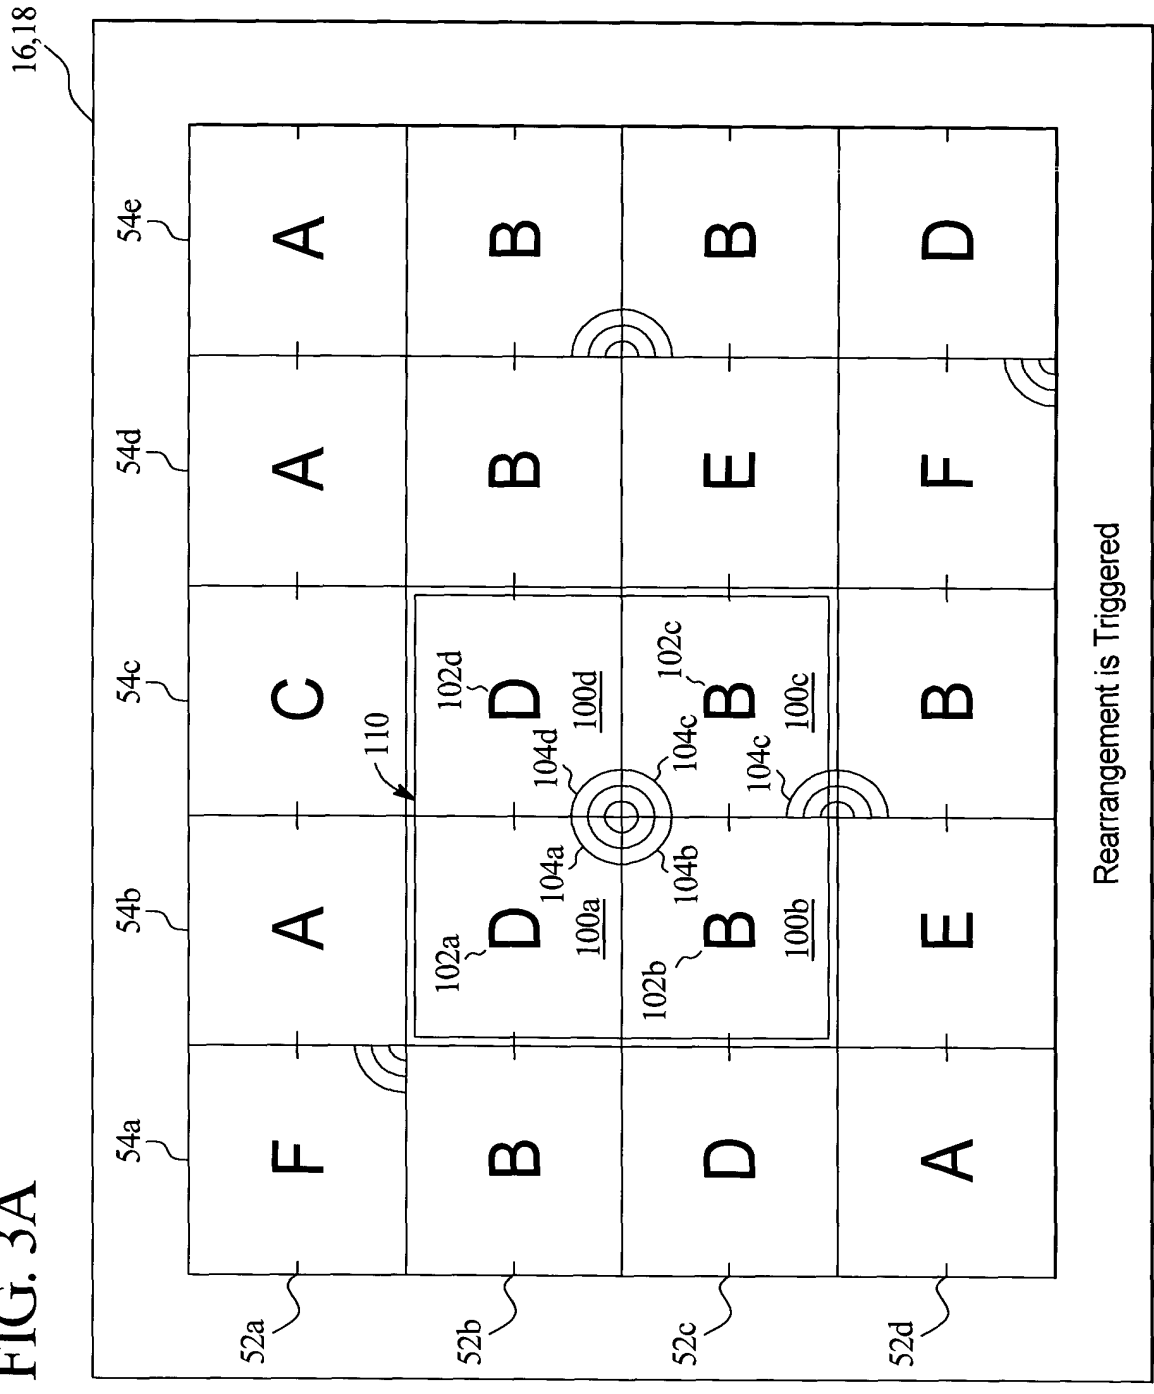 FIG. 3A
16,18
54a 54b 54c 54d 54e
52a
F A C A A
110
102a 102d
52b
B D D B B
104a 104d
100a 100d
102b 102c
104b 104c
52c
D B B E B
104c
100b 100c
52d
A E B F D
Rearrangement is Triggered